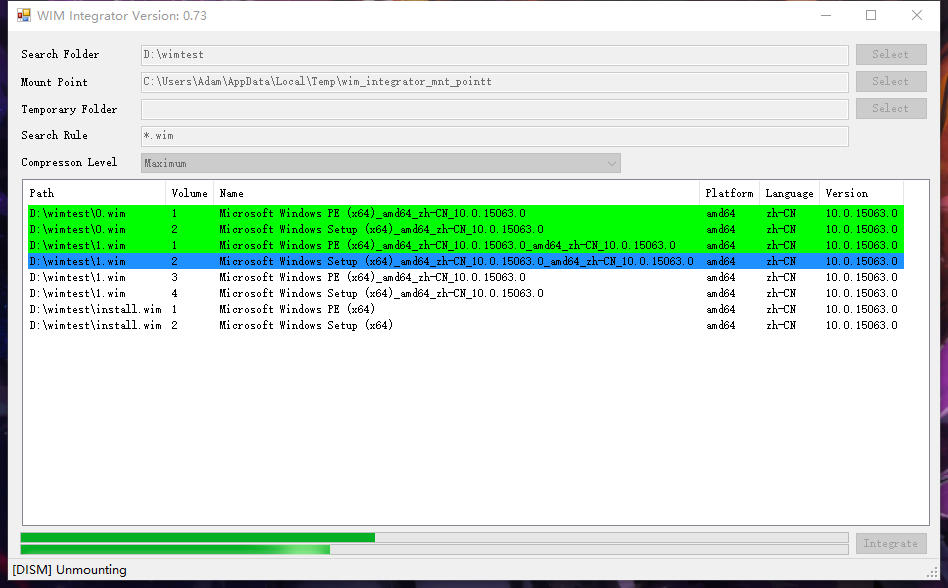 WIM Integrator Version: 0.73
Search Folder D:\wimtest Select
Mount Point C:\Users\Adam\AppData\Local\Temp\wim_integrator_mnt_pointt Select
Temporary Folder Select
Search Rule *.wim
Compresson Level Maximum
Path Volume Name Platform Language Version
D:\wimtest\0.wim 1 Microsoft Windows PE (x64)_amd64_zh-CN_10.0.15063.0 amd64 zh-CN 10.0.15063.0
D:\wimtest\0.wim 2 Microsoft Windows Setup (x64)_amd64_zh-CN_10.0.15063.0 amd64 zh-CN 10.0.15063.0
D:\wimtest\1.wim 1 Microsoft Windows PE (x64)_amd64_zh-CN_10.0.15063.0_amd64_zh-CN_10.0.15063.0 amd64 zh-CN 10.0.15063.0
D:\wimtest\1.wim 2 Microsoft Windows Setup (x64)_amd64_zh-CN_10.0.15063.0_amd64_zh-CN_10.0.15063.0 amd64 zh-CN 10.0.15063.0
D:\wimtest\1.wim 3 Microsoft Windows PE (x64)_amd64_zh-CN_10.0.15063.0 amd64 zh-CN 10.0.15063.0
D:\wimtest\1.wim 4 Microsoft Windows Setup (x64)_amd64_zh-CN_10.0.15063.0 amd64 zh-CN 10.0.15063.0
D:\wimtest\install.wim 1 Microsoft Windows PE (x64) amd64 zh-CN 10.0.15063.0
D:\wimtest\install.wim 2 Microsoft Windows Setup (x64) amd64 zh-CN 10.0.15063.0
Integrate
[DISM] Unmounting